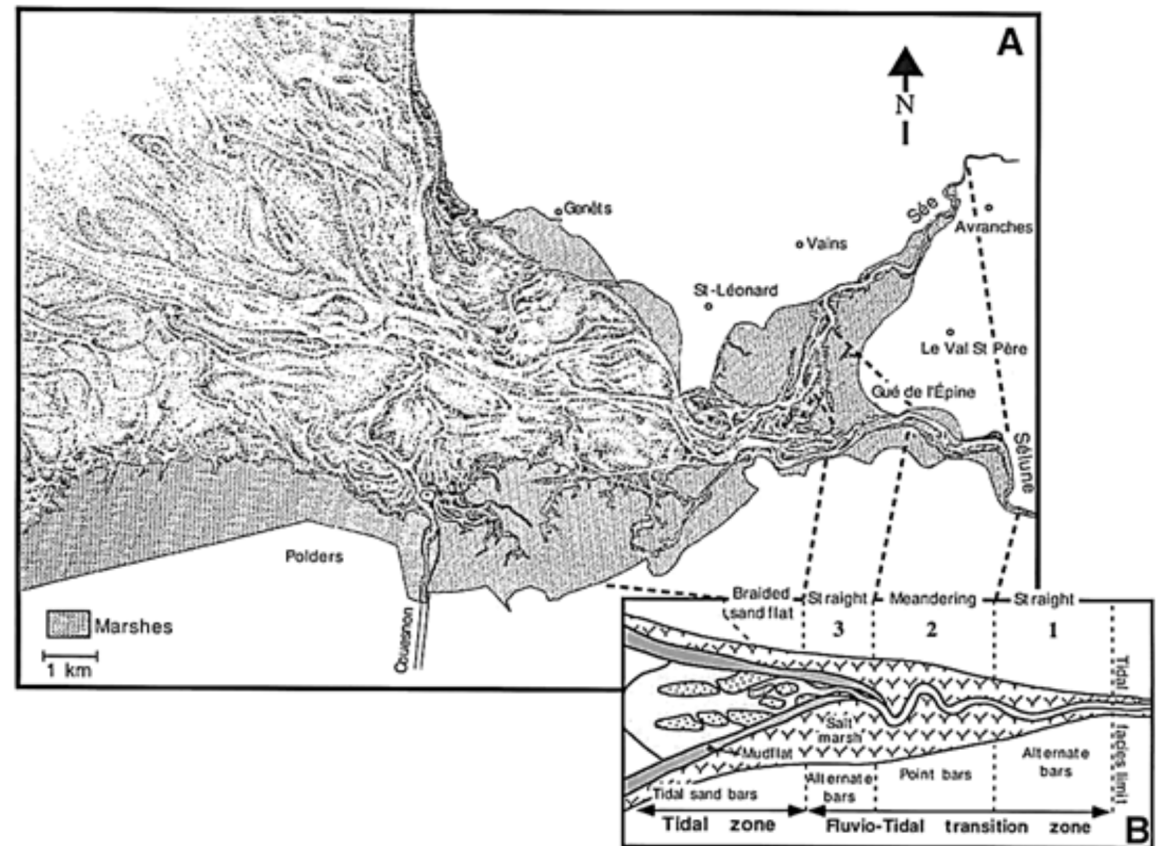 A
N
Genêts
Sée
Avranches
Vains
St-Léonard
Le Val St Père
Gué de l'Épine
Sélune
Polders
Couesnon
Marshes
1 km
Braided
sand flat
Straight
Meandering
Straight
3
2
1
Tidal facies limit
Salt
marsh
Mudflat
Alternate
bars
Point bars
Alternate
bars
Tidal sand bars
Tidal zone
Fluvio-Tidal transition zone
B